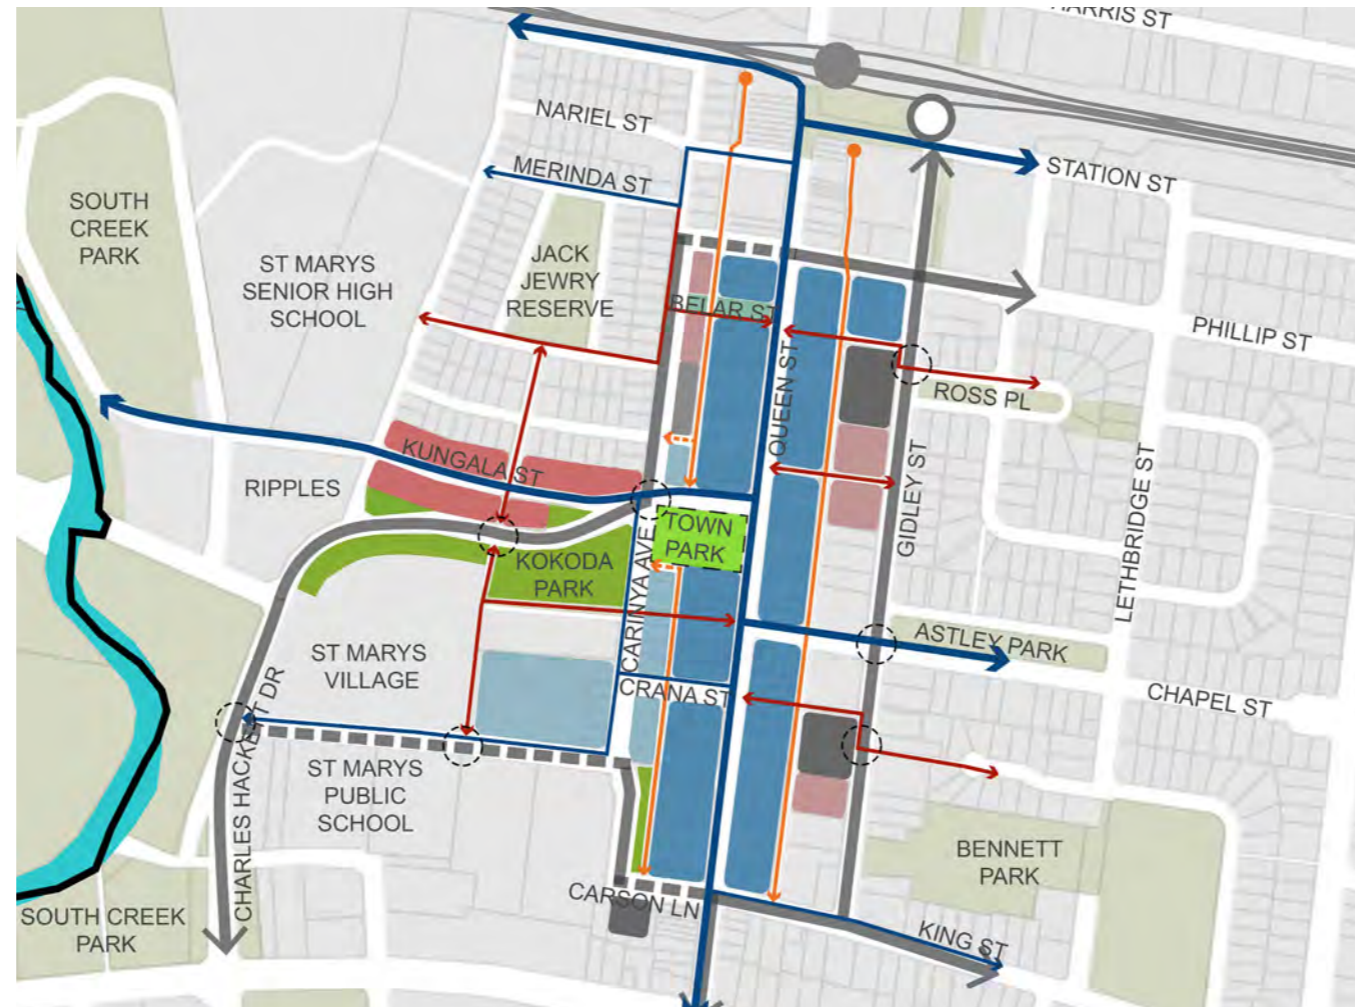 HARRIS ST
NARIEL ST
MERINDA ST
STATION ST
SOUTH
CREEK
PARK
ST MARYS
SENIOR HIGH
SCHOOL
JACK
JEWRY
RESERVE
BELAR ST
PHILLIP ST
QUEEN ST
ROSS PL
KUNGALA ST
RIPPLES
GIDLEY ST
LETHBRIDGE ST
TOWN
PARK
KOKODA
PARK
CARINYA AVE
ASTLEY PARK
ST MARYS
VILLAGE
CRANA ST
CHAPEL ST
CHARLES HACKETT DR
ST MARYS
PUBLIC
SCHOOL
BENNETT
PARK
CARSON LN
SOUTH CREEK
PARK
KING ST